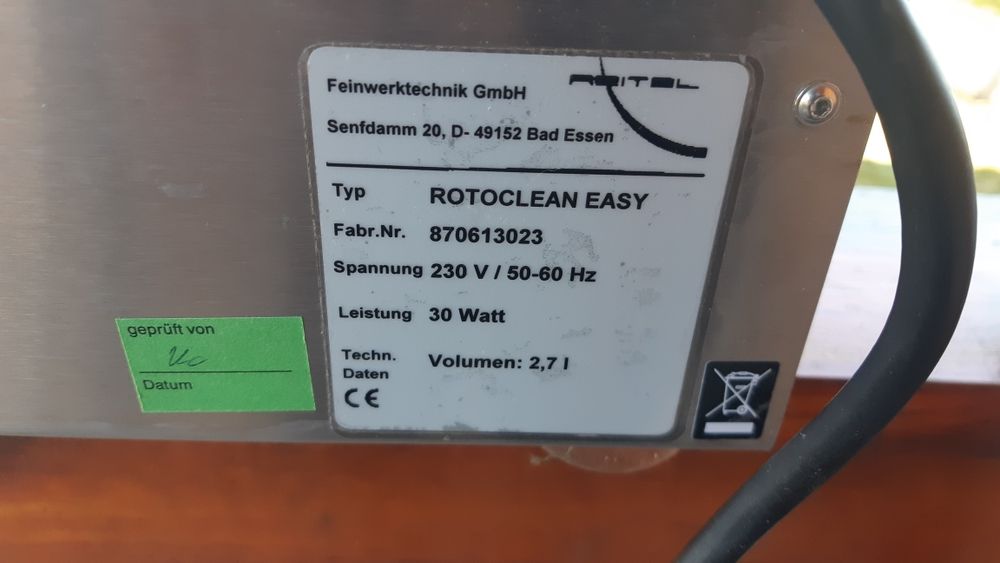 REITEL
Feinwerktechnik GmbH
Senfdamm 20, D- 49152 Bad Essen
Typ ROTOCLEAN EASY
Fabr.Nr. 870613023
Spannung 230 V / 50-60 Hz
Leistung 30 Watt
Techn. Daten Volumen: 2,7 l
CE
geprüft von
Datum